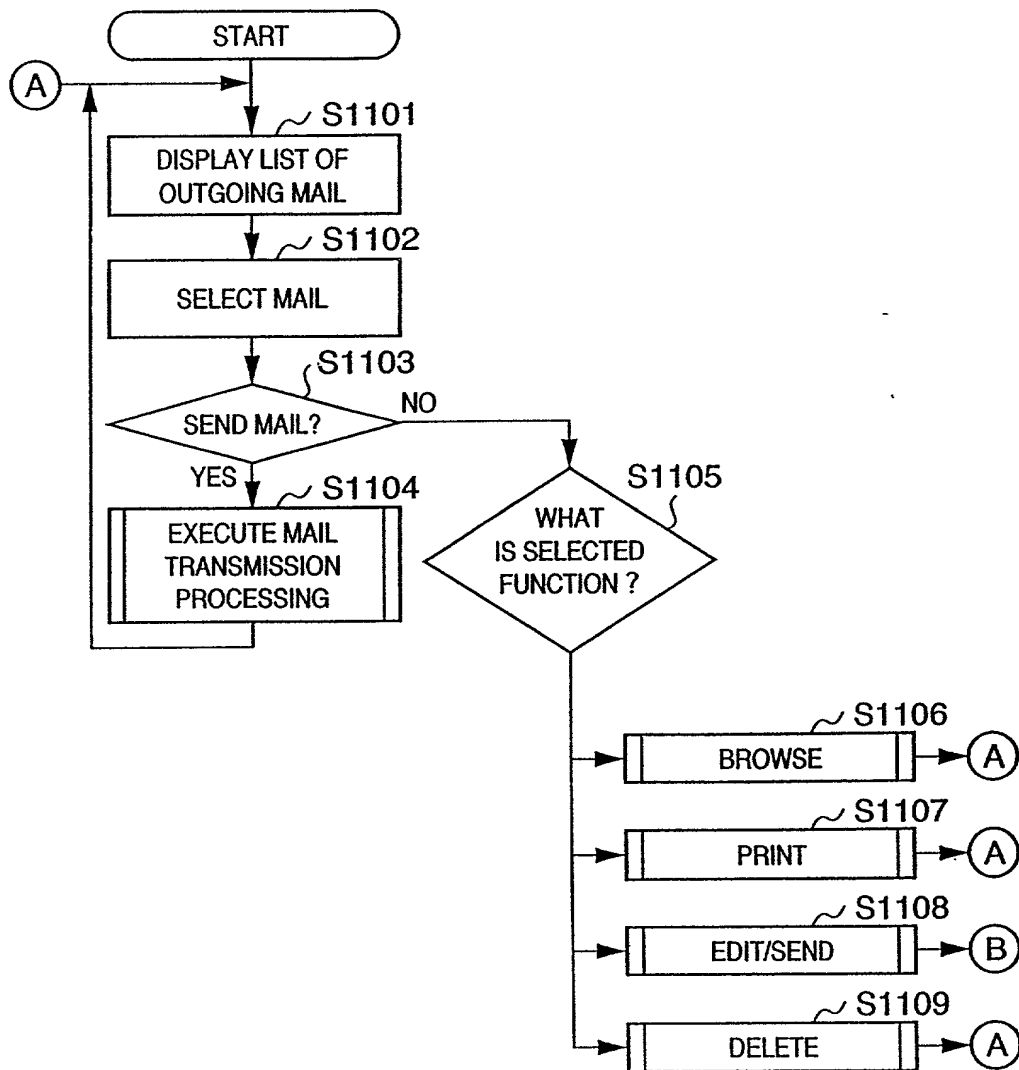 START
A
S1101
DISPLAY LIST OF
OUTGOING MAIL
S1102
SELECT MAIL
S1103
SEND MAIL?
NO
YES
S1104
EXECUTE MAIL
TRANSMISSION
PROCESSING
S1105
WHAT
IS SELECTED
FUNCTION ?
S1106
BROWSE
A
S1107
PRINT
A
S1108
EDIT/SEND
B
S1109
DELETE
A